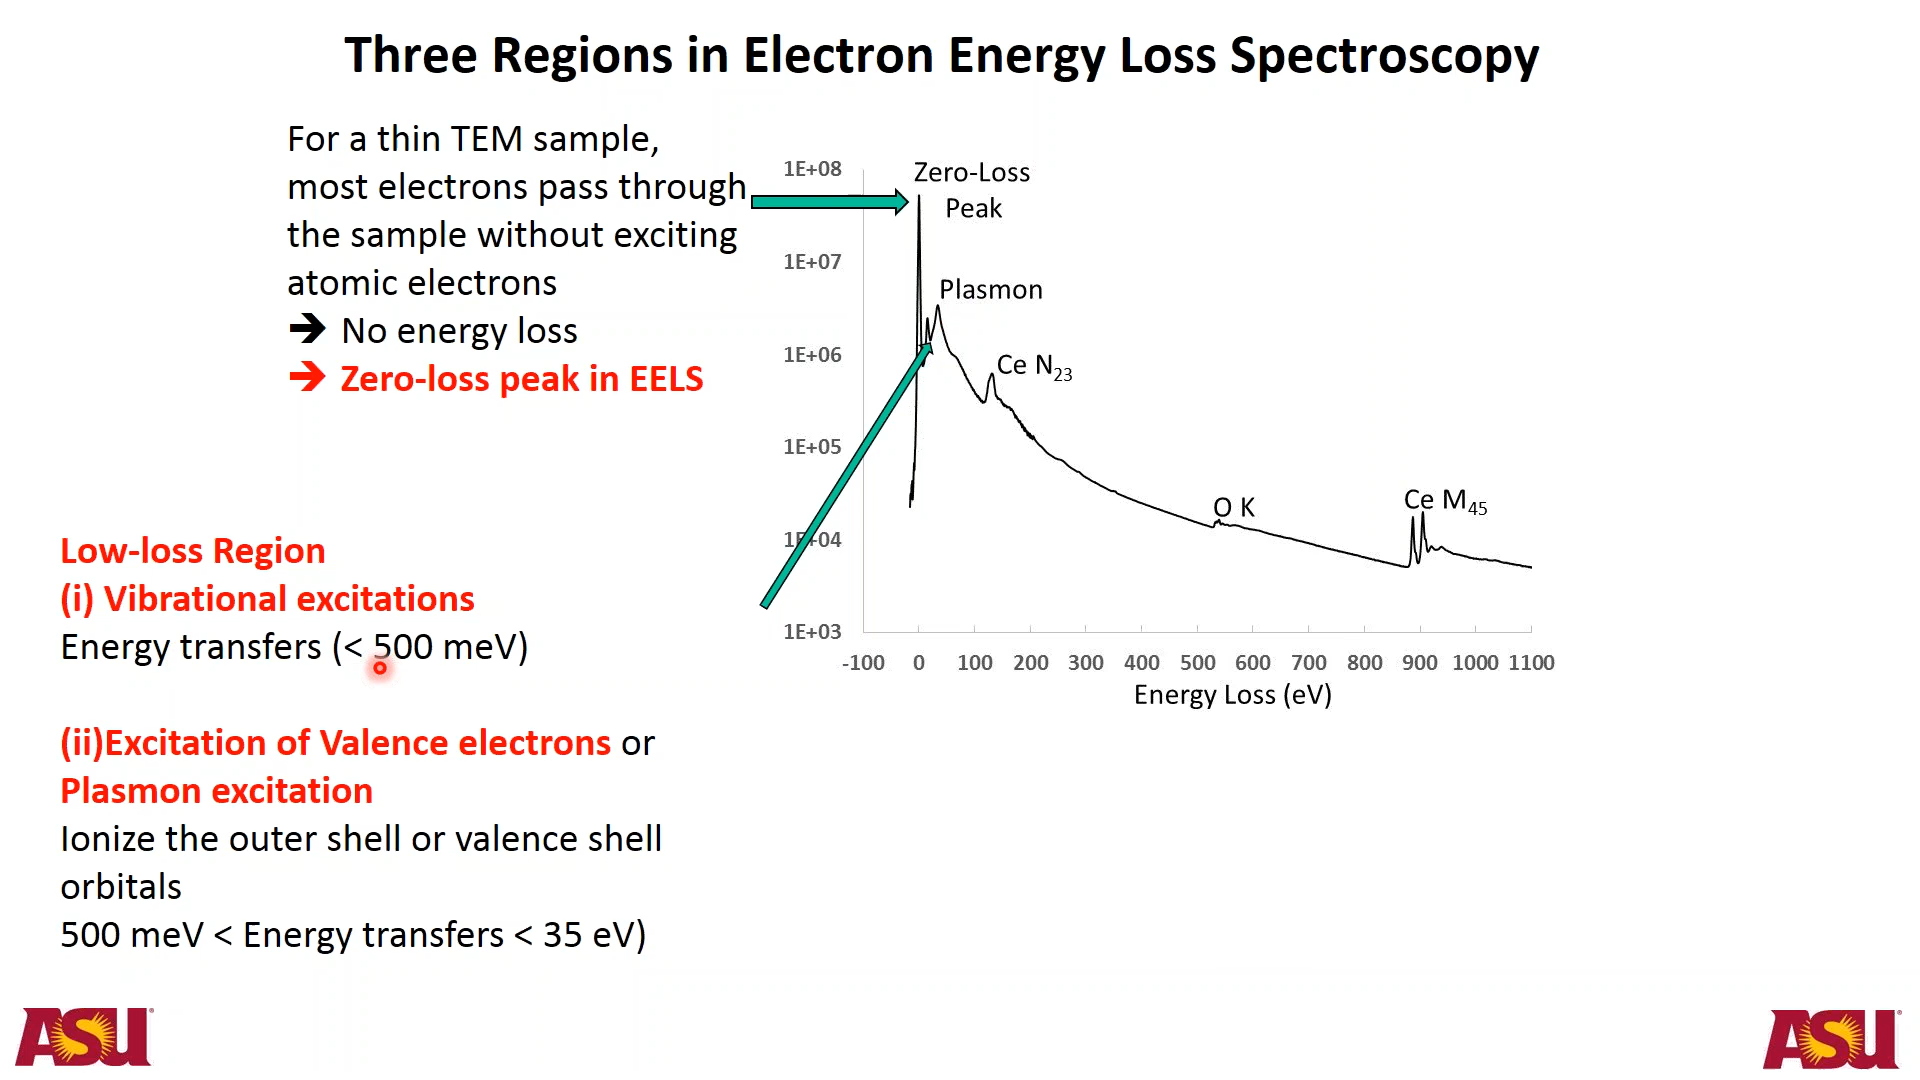 Three Regions in Electron Energy Loss Spectroscopy
For a thin TEM sample,
most electrons pass through
the sample without exciting
atomic electrons
➔ No energy loss
➔ Zero-loss peak in EELS
Low-loss Region
(i) Vibrational excitations
Energy transfers (< 500 meV)
(ii)Excitation of Valence electrons or
Plasmon excitation
Ionize the outer shell or valence shell
orbitals
500 meV < Energy transfers < 35 eV)
1E+08
1E+07
1E+06
1E+05
1E+04
1E+03
Zero-Loss
Peak
Plasmon
Ce N23
O K
Ce M45
-100 0 100 200 300 400 500 600 700 800 900 1000 1100
Energy Loss (eV)
ASU
ASU